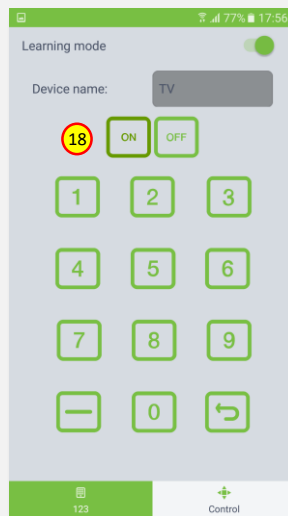 77% 17:56
Learning mode
Device name: TV
18 ON OFF
1 2 3
4 5 6
7 8 9
0
123 Control